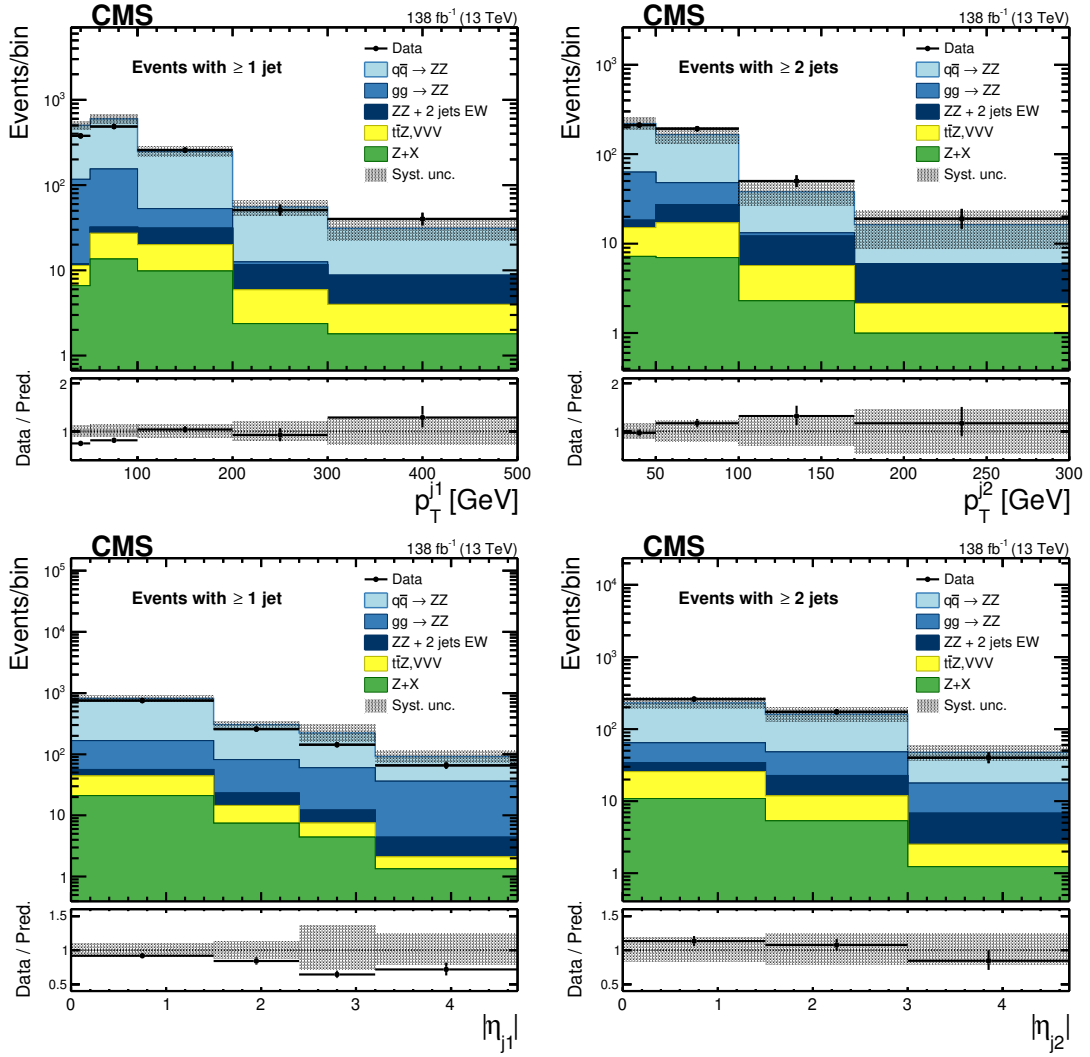 CMS
138 fb⁻¹ (13 TeV)
Events/bin
10³
10²
10
1
Events with ≥ 1 jet
Data
qq̄ → ZZ
gg → ZZ
ZZ + 2 jets EW
tt̄Z,VVV
Z+X
Syst. unc.
Data / Pred.
2
1
100 200 300 400 500
p_T^j1 [GeV]
CMS
138 fb⁻¹ (13 TeV)
Events/bin
10³
10²
10
1
Events with ≥ 2 jets
Data
qq̄ → ZZ
gg → ZZ
ZZ + 2 jets EW
tt̄Z,VVV
Z+X
Syst. unc.
Data / Pred.
2
1
50 100 150 200 250 300
p_T^j2 [GeV]
CMS
138 fb⁻¹ (13 TeV)
Events/bin
10⁵
10⁴
10³
10²
10
1
Events with ≥ 1 jet
Data
qq̄ → ZZ
gg → ZZ
ZZ + 2 jets EW
tt̄Z,VVV
Z+X
Syst. unc.
Data / Pred.
1.5
1
0.5
0 1 2 3 4
|η_j1|
CMS
138 fb⁻¹ (13 TeV)
Events/bin
10⁴
10³
10²
10
1
Events with ≥ 2 jets
Data
qq̄ → ZZ
gg → ZZ
ZZ + 2 jets EW
tt̄Z,VVV
Z+X
Syst. unc.
Data / Pred.
1.5
1
0.5
0 1 2 3 4
|η_j2|